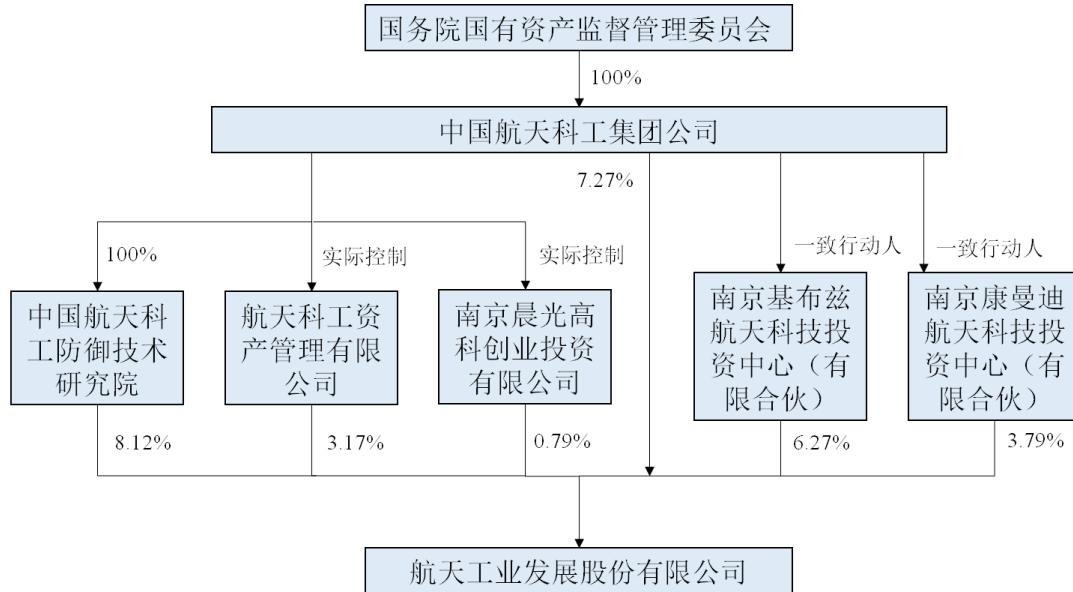 国务院国有资产监督管理委员会
100%
中国航天科工集团公司
7.27%
100%
实际控制
实际控制
一致行动人
一致行动人
中国航天科
工防御技术
研究院
航天科工资
产管理有限
公司
南京晨光高
科创业投资
有限公司
南京基布兹
航天科技投
资中心（有
限合伙）
南京康曼迪
航天科技投
资中心（有
限合伙）
8.12%
3.17%
0.79%
6.27%
3.79%
航天工业发展股份有限公司